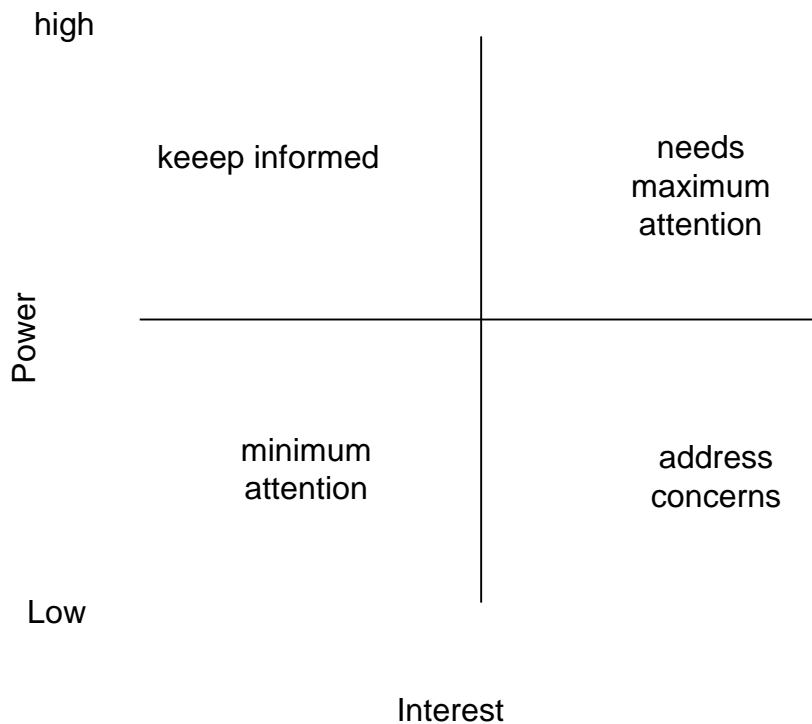 high
keeep informed
needs
maximum
attention
Power
minimum
attention
address
concerns
Low
Interest